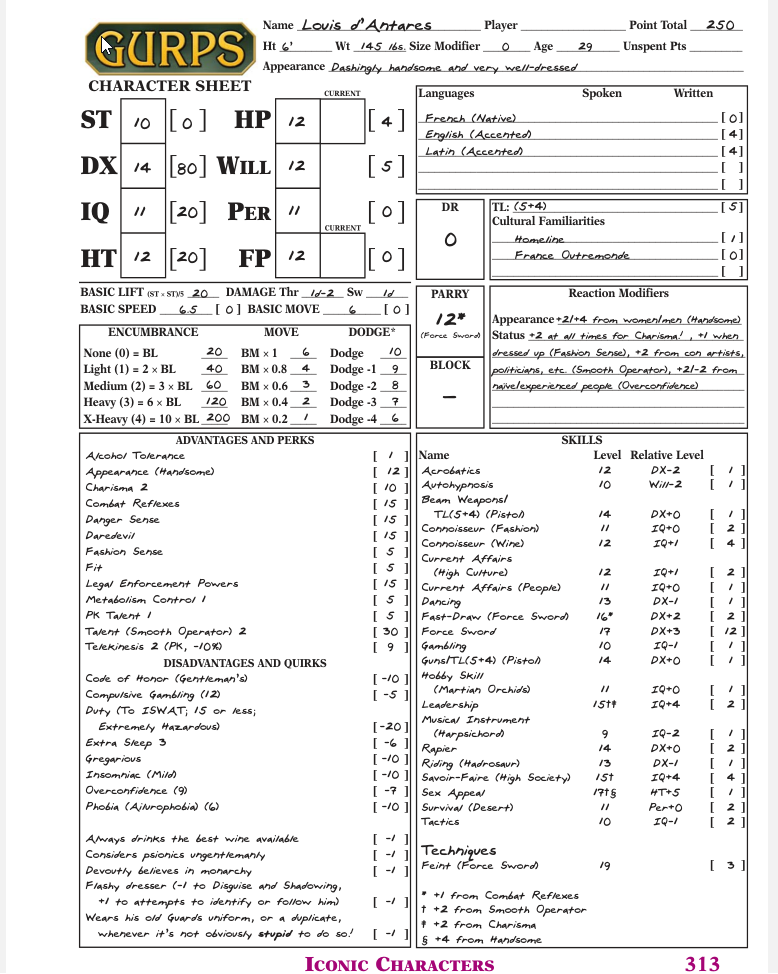 GURPS
CHARACTER SHEET
Name Louis d'Antares Player Point Total 250
Ht 6' Wt 145 lbs. Size Modifier 0 Age 29 Unspent Pts
Appearance Dashingly handsome and very well-dressed
CURRENT
ST 10 [0] HP 12 [4]
DX 14 [80] WILL 12 [5]
IQ 11 [20] PER 11 [0]
CURRENT
HT 12 [20] FP 12 [0]
Languages Spoken Written
French (Native) [0]
English (Accented) [4]
Latin (Accented) [4]
[ ]
[ ]
DR
0
TL: (5+4) [5]
Cultural Familiarities
Homeline [1]
France Outremonde [0]
[ ]
BASIC LIFT (ST × ST)/5 20 DAMAGE Thr 1d-2 Sw 1d
BASIC SPEED 6.5 [0] BASIC MOVE 6 [0]
ENCUMBRANCE MOVE DODGE*
None (0) = BL 20 BM × 1 6 Dodge 10
Light (1) = 2 × BL 40 BM × 0.8 4 Dodge -1 9
Medium (2) = 3 × BL 60 BM × 0.6 3 Dodge -2 8
Heavy (3) = 6 × BL 120 BM × 0.4 2 Dodge -3 7
X-Heavy (4) = 10 × BL 200 BM × 0.2 1 Dodge -4 6
PARRY
12*
(Force Sword)
BLOCK
—
Reaction Modifiers
Appearance +2/+4 from women/men (Handsome)
Status +2 at all times for Charisma! , +1 when
dressed up (Fashion Sense), +2 from con artists,
politicians, etc. (Smooth Operator), +2/-2 from
naive/experienced people (Overconfidence)
ADVANTAGES AND PERKS
Alcohol Tolerance [1]
Appearance (Handsome) [12]
Charisma 2 [10]
Combat Reflexes [15]
Danger Sense [15]
Daredevil [15]
Fashion Sense [5]
Fit [5]
Legal Enforcement Powers [15]
Metabolism Control 1 [5]
PK Talent 1 [5]
Talent (Smooth Operator) 2 [30]
Telekinesis 2 (PK, -10%) [9]
DISADVANTAGES AND QUIRKS
Code of Honor (Gentleman's) [-10]
Compulsive Gambling (12) [-5]
Duty (To ISWAT; 15 or less;
Extremely Hazardous) [-20]
Extra Sleep 3 [-6]
Gregarious [-10]
Insomniac (Mild) [-10]
Overconfidence (9) [-7]
Phobia (Ailurophobia) (6) [-10]
Always drinks the best wine available [-1]
Considers psionics ungentlemanly [-1]
Devoutly believes in monarchy [-1]
Flashy dresser (-1 to Disguise and Shadowing,
+1 to attempts to identify or follow him) [-1]
Wears his old Guards uniform, or a duplicate,
whenever it's not obviously stupid to do so! [-1]
SKILLS
Name Level Relative Level
Acrobatics 12 DX-2 [1]
Autohypnosis 10 Will-2 [1]
Beam Weapons/
TL(5+4) (Pistol) 14 DX+0 [1]
Connoisseur (Fashion) 11 IQ+0 [2]
Connoisseur (Wine) 12 IQ+1 [4]
Current Affairs
(High Culture) 12 IQ+1 [2]
Current Affairs (People) 11 IQ+0 [1]
Dancing 13 DX-1 [1]
Fast-Draw (Force Sword) 16* DX+2 [2]
Force Sword 17 DX+3 [12]
Gambling 10 IQ-1 [1]
Guns/TL(5+4) (Pistol) 14 DX+0 [1]
Hobby Skill
(Martian Orchids) 11 IQ+0 [1]
Leadership 15†‡ IQ+4 [2]
Musical Instrument
(Harpsichord) 9 IQ-2 [1]
Rapier 14 DX+0 [2]
Riding (Hadrosaur) 13 DX-1 [1]
Savoir-Faire (High Society) 15† IQ+4 [4]
Sex Appeal 17†§ HT+5 [1]
Survival (Desert) 11 Per+0 [2]
Tactics 10 IQ-1 [2]
Techniques
Feint (Force Sword) 19 [3]
* +1 from Combat Reflexes
† +2 from Smooth Operator
‡ +2 from Charisma
§ +4 from Handsome
ICONIC CHARACTERS 313